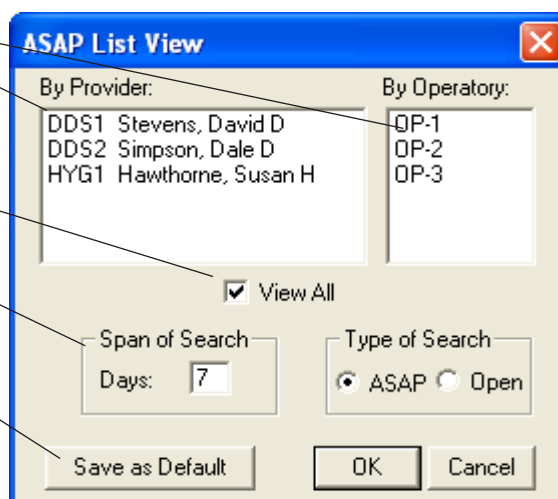 ASAP List View
By Provider:
DDS1 Stevens, David D
DDS2 Simpson, Dale D
HYG1 Hawthorne, Susan H
By Operatory:
OP-1
OP-2
OP-3
View All
Span of Search
Days: 7
Type of Search
ASAP Open
Save as Default
OK
Cancel